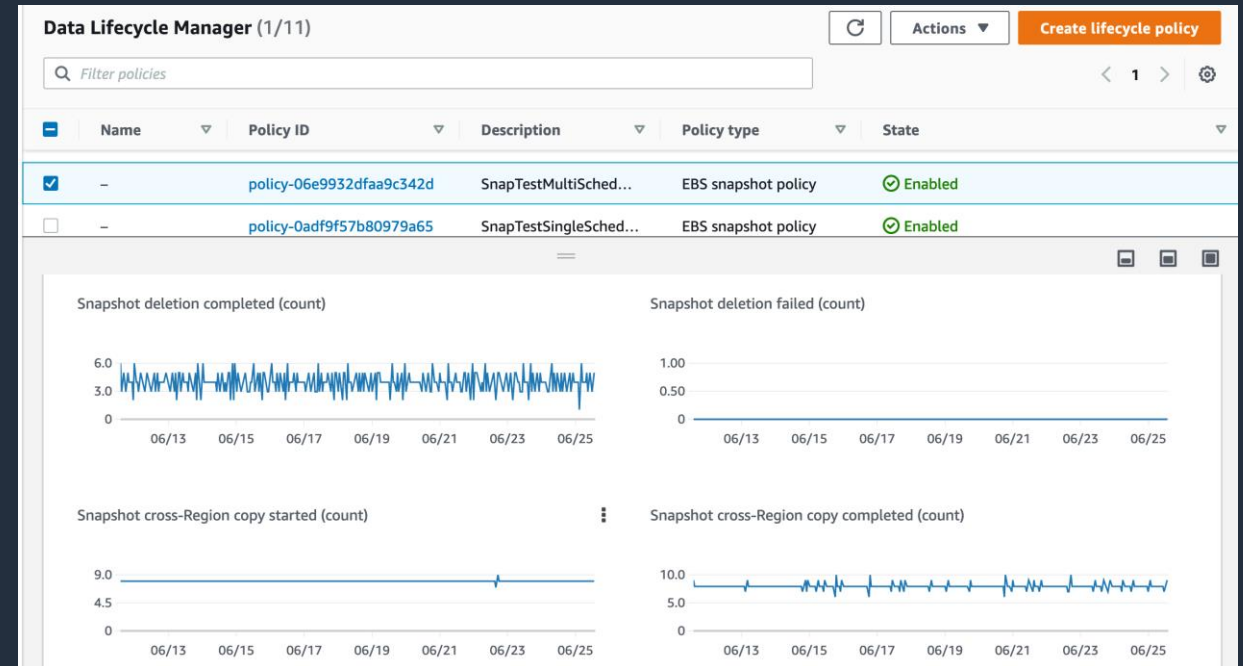 Data Lifecycle Manager (1/11)
Actions
Create lifecycle policy
Filter policies
1
Name Policy ID Description Policy type State
– policy-06e9932dfaa9c342d SnapTestMultiSched... EBS snapshot policy Enabled
– policy-0adf9f57b80979a65 SnapTestSingleSched... EBS snapshot policy Enabled
Snapshot deletion completed (count)
6.0
3.0
0
06/13 06/15 06/17 06/19 06/21 06/23 06/25
Snapshot deletion failed (count)
1.00
0.50
0
06/13 06/15 06/17 06/19 06/21 06/23 06/25
Snapshot cross-Region copy started (count)
9.0
4.5
0
06/13 06/15 06/17 06/19 06/21 06/23 06/25
Snapshot cross-Region copy completed (count)
10.0
5.0
0
06/13 06/15 06/17 06/19 06/21 06/23 06/25